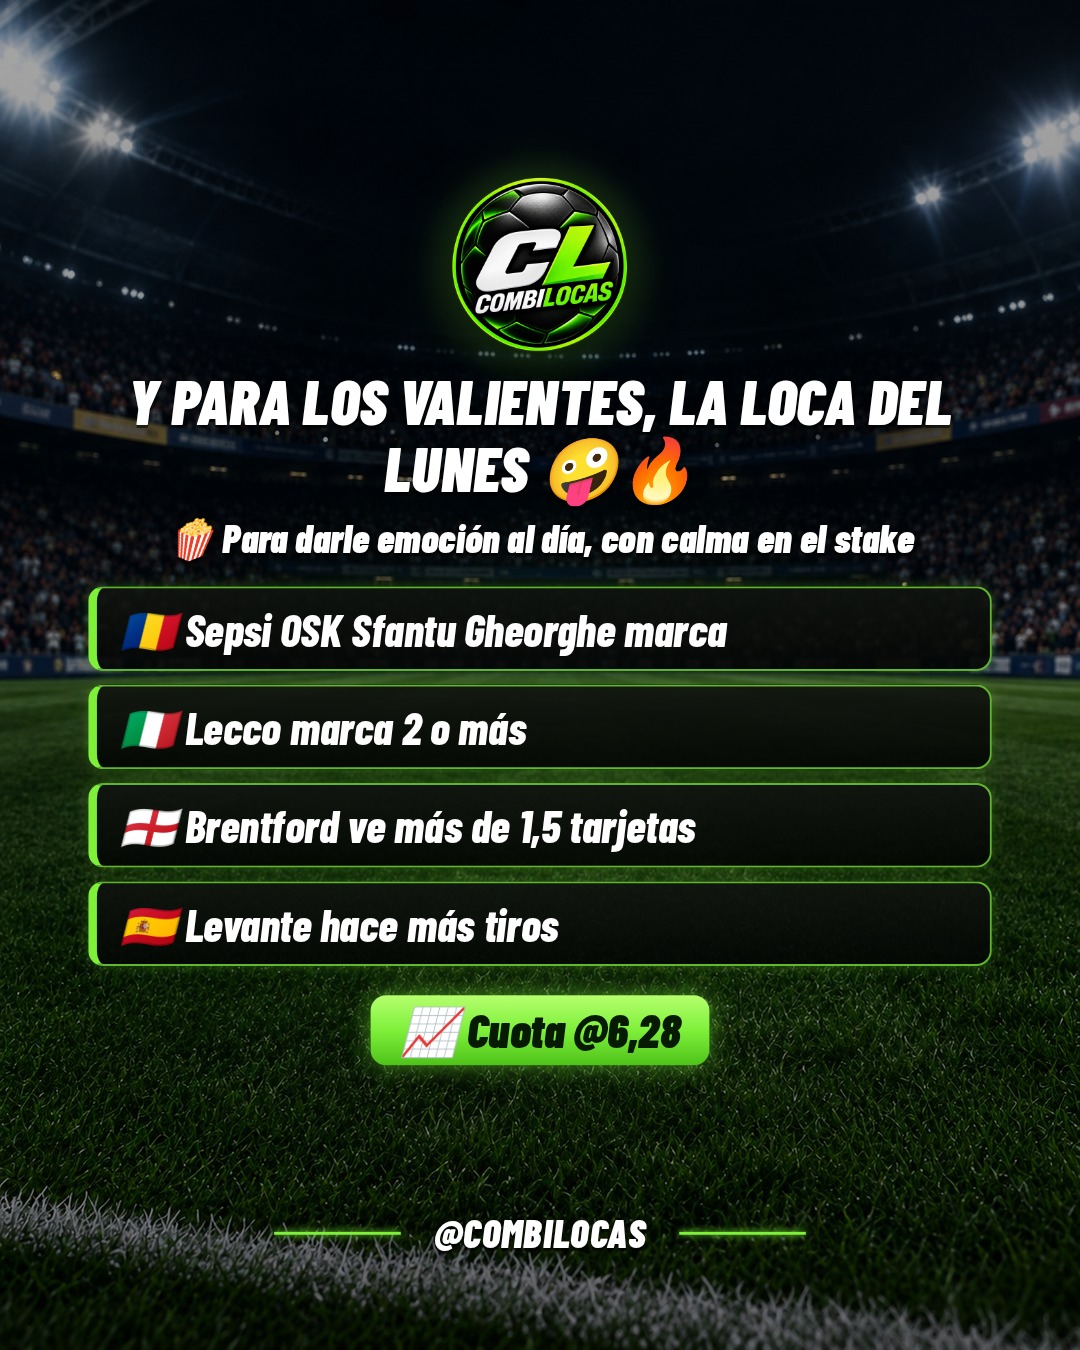 CL
COMBILOCAS
Y PARA LOS VALIENTES, LA LOCA DEL
LUNES 🤪🔥
🍿 Para darle emoción al día, con calma en el stake
🇷🇴 Sepsi OSK Sfantu Gheorghe marca
🇮🇹 Lecco marca 2 o más
🏴󠁧󠁢󠁥󠁮󠁧󠁿 Brentford ve más de 1,5 tarjetas
🇪🇸 Levante hace más tiros
📈 Cuota @6,28
@COMBILOCAS